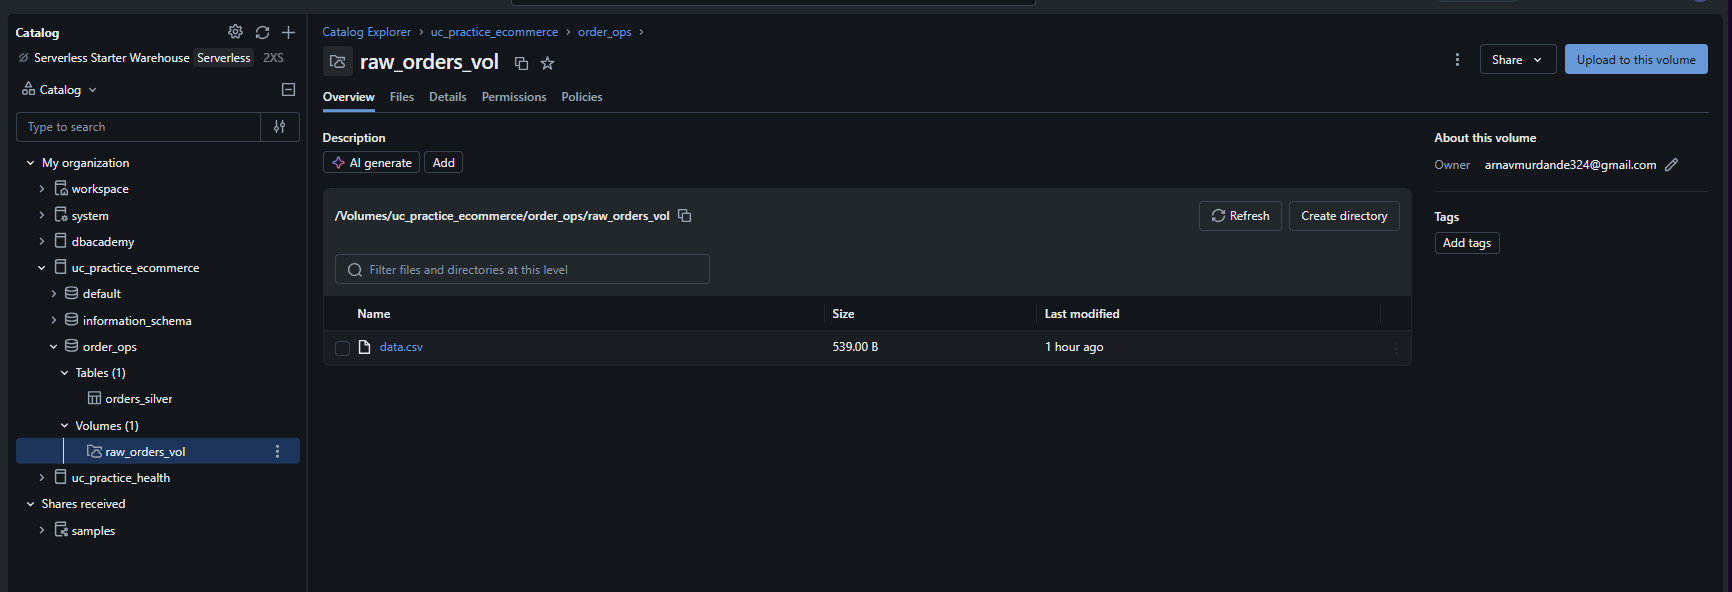 Catalog
Serverless Starter Warehouse Serverless 2XS
Catalog
Type to search
My organization
workspace
system
dbacademy
uc_practice_ecommerce
default
information_schema
order_ops
Tables (1)
orders_silver
Volumes (1)
raw_orders_vol
uc_practice_health
Shares received
samples
Catalog Explorer › uc_practice_ecommerce › order_ops ›
raw_orders_vol
Share
Upload to this volume
Overview Files Details Permissions Policies
Description
AI generate Add
/Volumes/uc_practice_ecommerce/order_ops/raw_orders_vol
Refresh Create directory
Filter files and directories at this level
Name Size Last modified
data.csv 539.00 B 1 hour ago
About this volume
Owner arnavmurdande324@gmail.com
Tags
Add tags